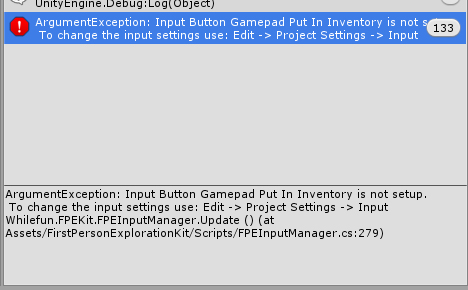 UnityEngine.Debug:Log(Object)
ArgumentException: Input Button Gamepad Put In Inventory is not
To change the input settings use: Edit -> Project Settings -> Input
133
ArgumentException: Input Button Gamepad Put In Inventory is not setup.
To change the input settings use: Edit -> Project Settings -> Input
Whilefun.FPEKit.FPEInputManager.Update () (at
Assets/FirstPersonExplorationKit/Scripts/FPEInputManager.cs:279)